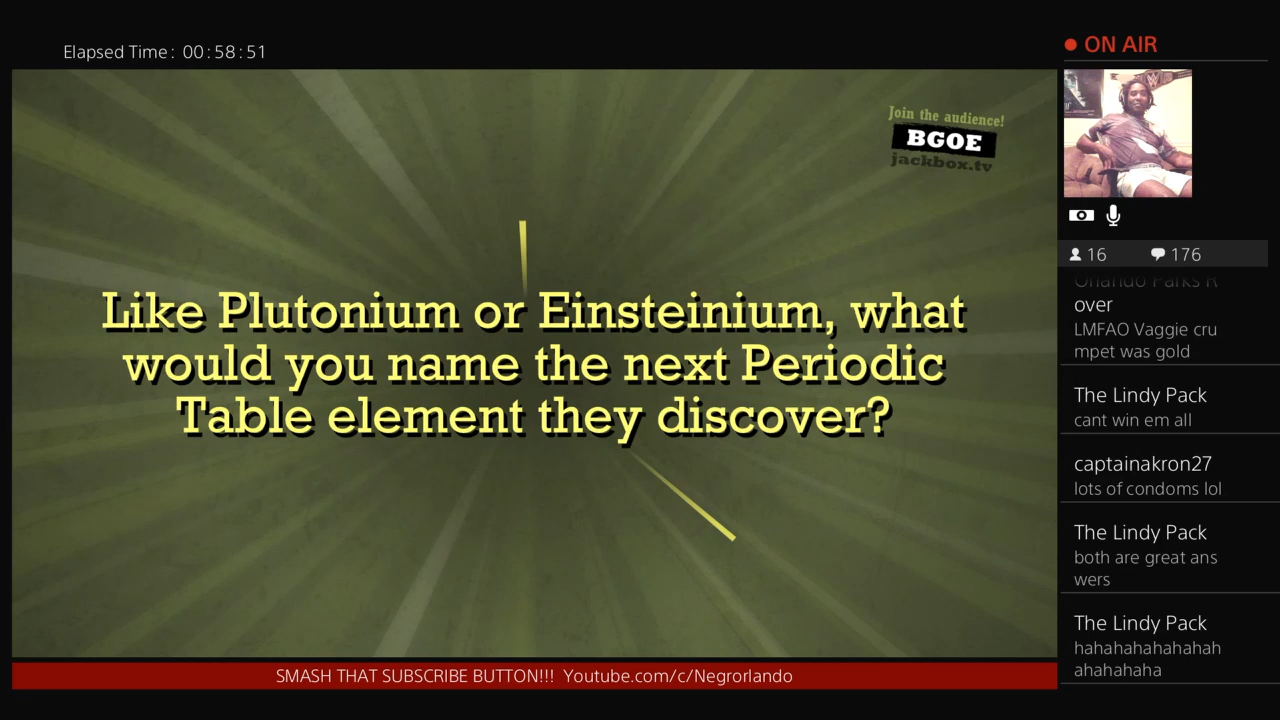 Elapsed Time: 00:58:51
ON AIR
Join the audience!
BGOE
jackbox.tv
Like Plutonium or Einsteinium, what
would you name the next Periodic
Table element they discover?
16 176
Orlando Parks R
over
LMFAO Vaggie cru
mpet was gold
The Lindy Pack
cant win em all
captainakron27
lots of condoms lol
The Lindy Pack
both are great ans
wers
The Lindy Pack
hahahahahahahah
ahahahaha
SMASH THAT SUBSCRIBE BUTTON!!! Youtube.com/c/Negrorlando